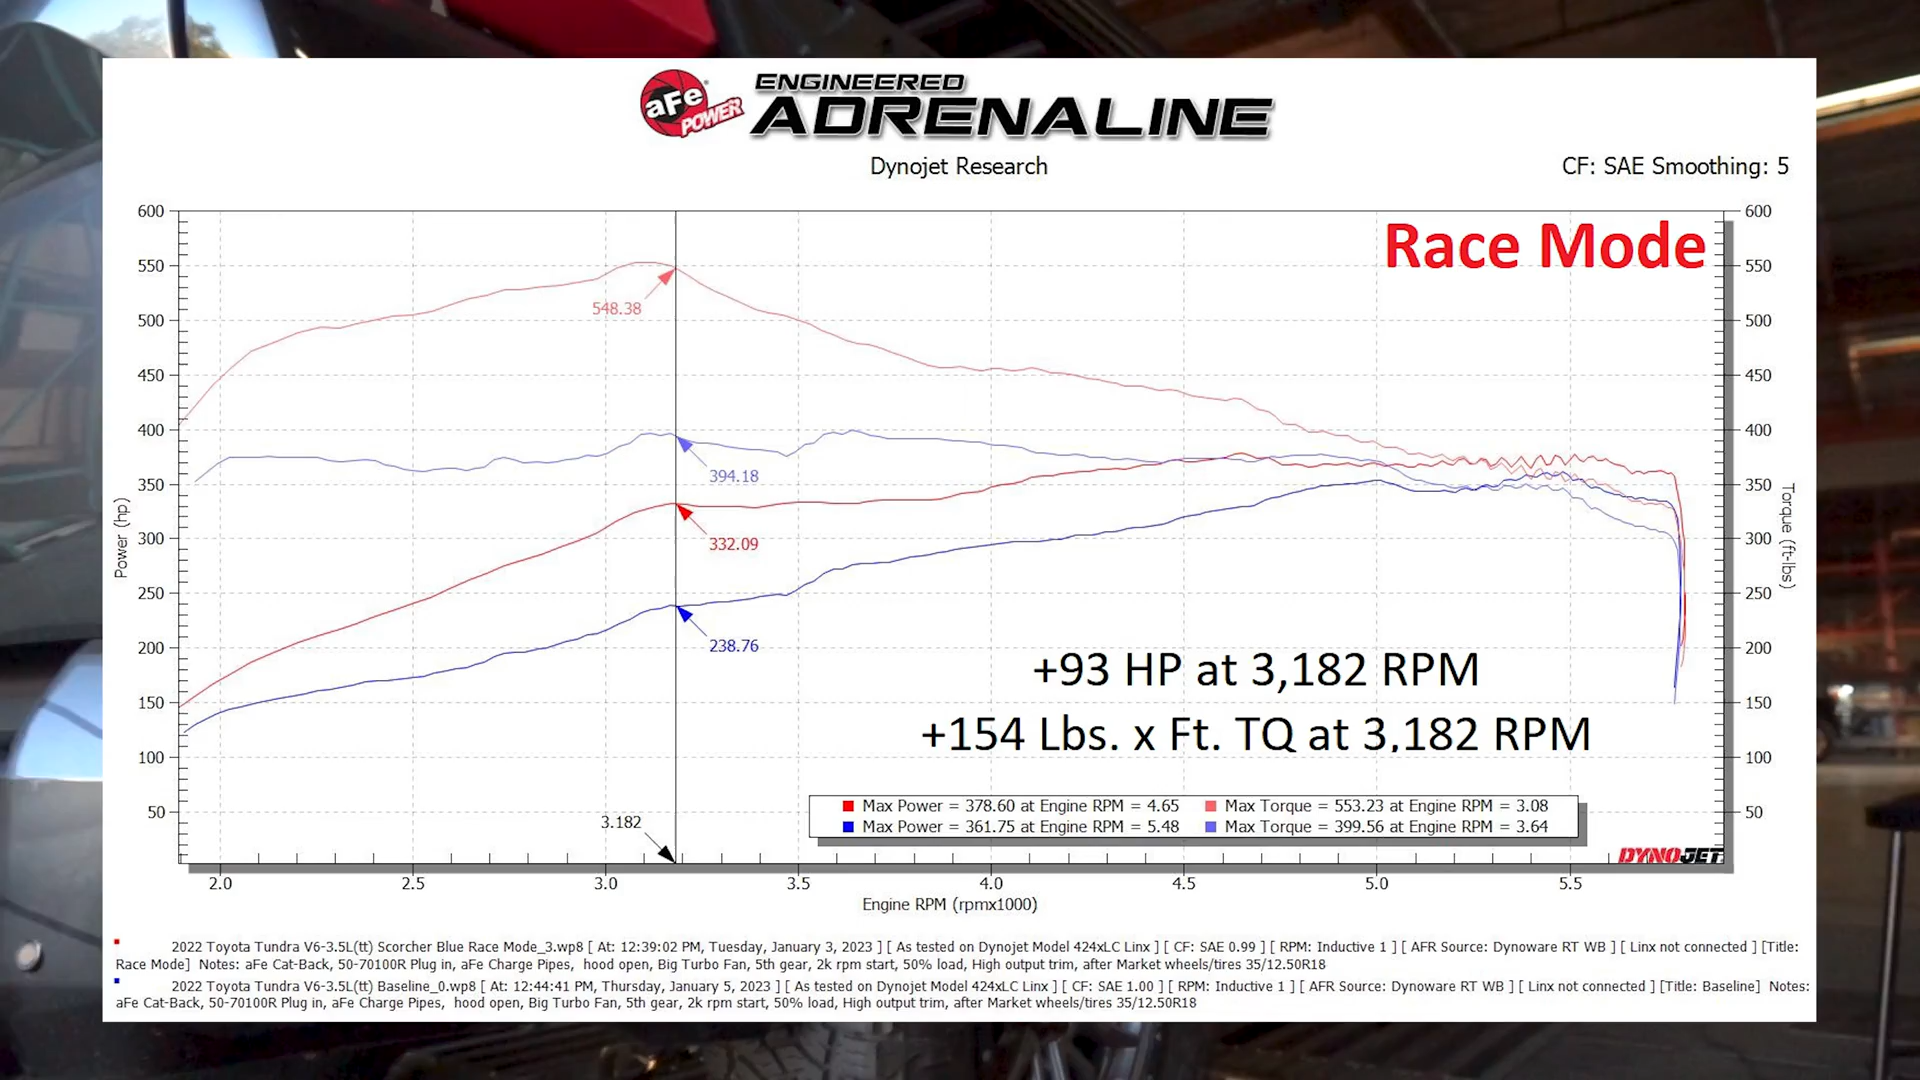 aFe POWER
ENGINEERED
ADRENALINE
Dynojet Research
CF: SAE Smoothing: 5
Race Mode
600
550
500
450
400
350
300
250
200
150
100
50
Power (hp)
600
550
500
450
400
350
300
250
200
150
100
50
Torque (ft-lbs)
548.38
394.18
332.09
238.76
3.182
+93 HP at 3,182 RPM
+154 Lbs. x Ft. TQ at 3,182 RPM
Max Power = 378.60 at Engine RPM = 4.65 Max Torque = 553.23 at Engine RPM = 3.08
Max Power = 361.75 at Engine RPM = 5.48 Max Torque = 399.56 at Engine RPM = 3.64
DYNOJET
2.0 2.5 3.0 3.5 4.0 4.5 5.0 5.5
Engine RPM (rpmx1000)
2022 Toyota Tundra V6-3.5L(tt) Scorcher Blue Race Mode_3.wp8 [ At: 12:39:02 PM, Tuesday, January 3, 2023 ] [ As tested on Dynojet Model 424xLC Linx ] [ CF: SAE 0.99 ] [ RPM: Inductive 1 ] [ AFR Source: Dynoware RT WB ] [ Linx not connected ] [Title:
Race Mode] Notes: aFe Cat-Back, 50-70100R Plug in, aFe Charge Pipes, hood open, Big Turbo Fan, 5th gear, 2k rpm start, 50% load, High output trim, after Market wheels/tires 35/12.50R18
2022 Toyota Tundra V6-3.5L(tt) Baseline_0.wp8 [ At: 12:44:41 PM, Thursday, January 5, 2023 ] [ As tested on Dynojet Model 424xLC Linx ] [ CF: SAE 1.00 ] [ RPM: Inductive 1 ] [ AFR Source: Dynoware RT WB ] [ Linx not connected ] [Title: Baseline] Notes:
aFe Cat-Back, 50-70100R Plug in, aFe Charge Pipes, hood open, Big Turbo Fan, 5th gear, 2k rpm start, 50% load, High output trim, after Market wheels/tires 35/12.50R18